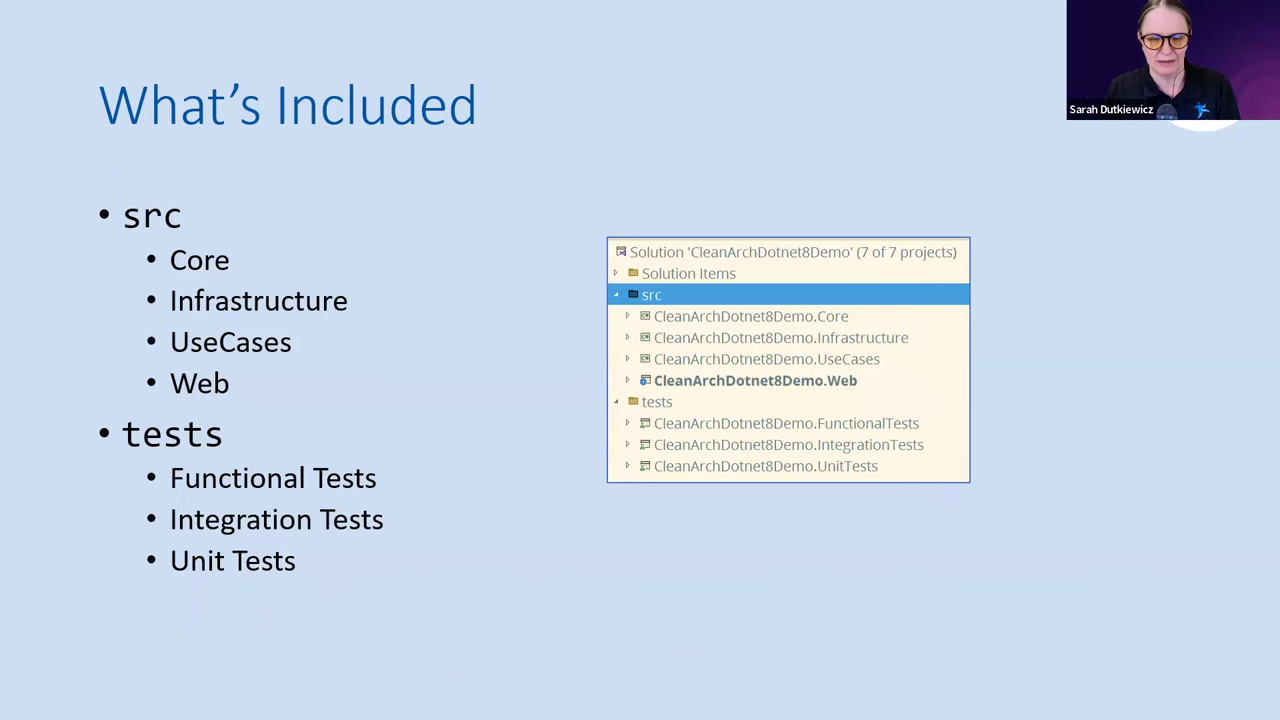 What's Included
• src
• Core
• Infrastructure
• UseCases
• Web
• tests
• Functional Tests
• Integration Tests
• Unit Tests
Solution 'CleanArchDotnet8Demo' (7 of 7 projects)
Solution Items
src
CleanArchDotnet8Demo.Core
CleanArchDotnet8Demo.Infrastructure
CleanArchDotnet8Demo.UseCases
CleanArchDotnet8Demo.Web
tests
CleanArchDotnet8Demo.FunctionalTests
CleanArchDotnet8Demo.IntegrationTests
CleanArchDotnet8Demo.UnitTests
Sarah Dutkiewicz